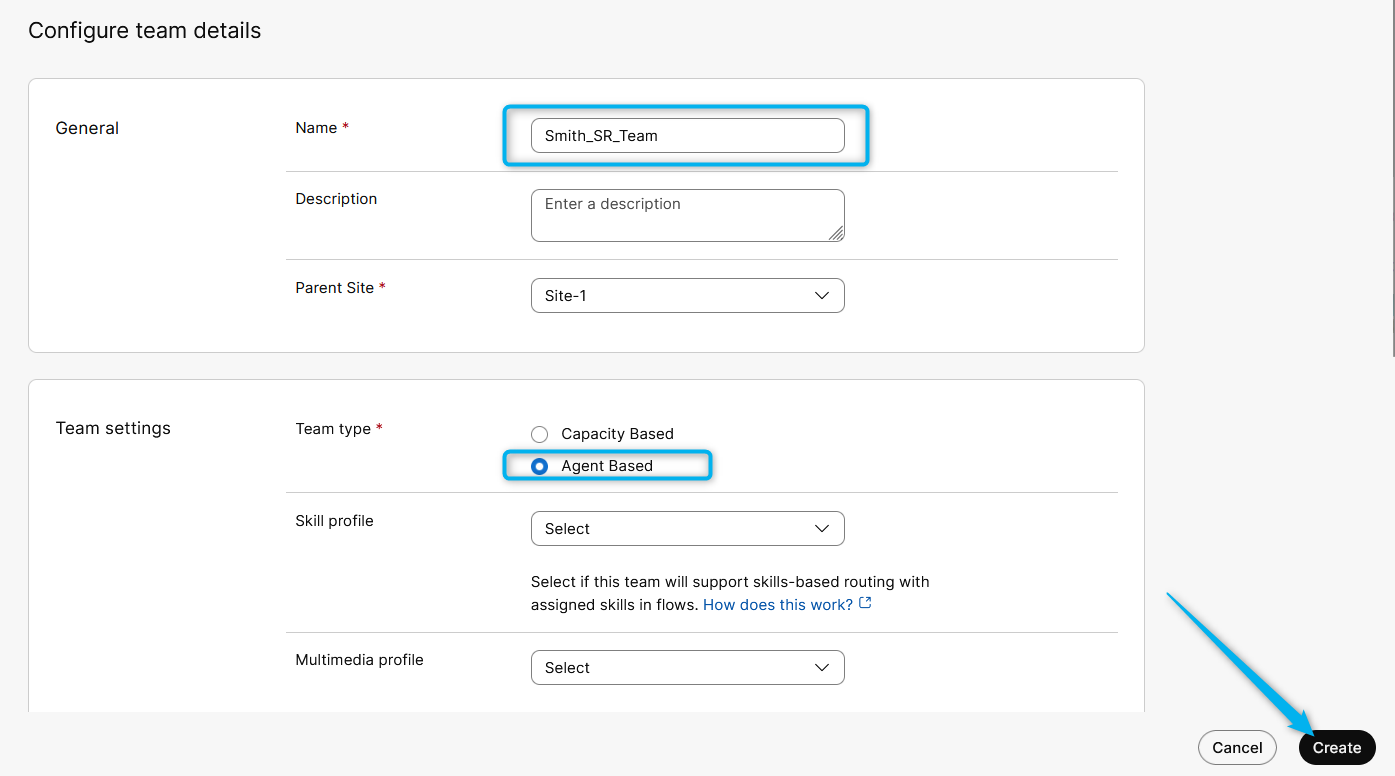 Configure team details
General
Name *
Smith_SR_Team
Description
Enter a description
Parent Site *
Site-1
Team settings
Team type *
Capacity Based
Agent Based
Skill profile
Select
Select if this team will support skills-based routing with
assigned skills in flows. How does this work?
Multimedia profile
Select
Cancel
Create